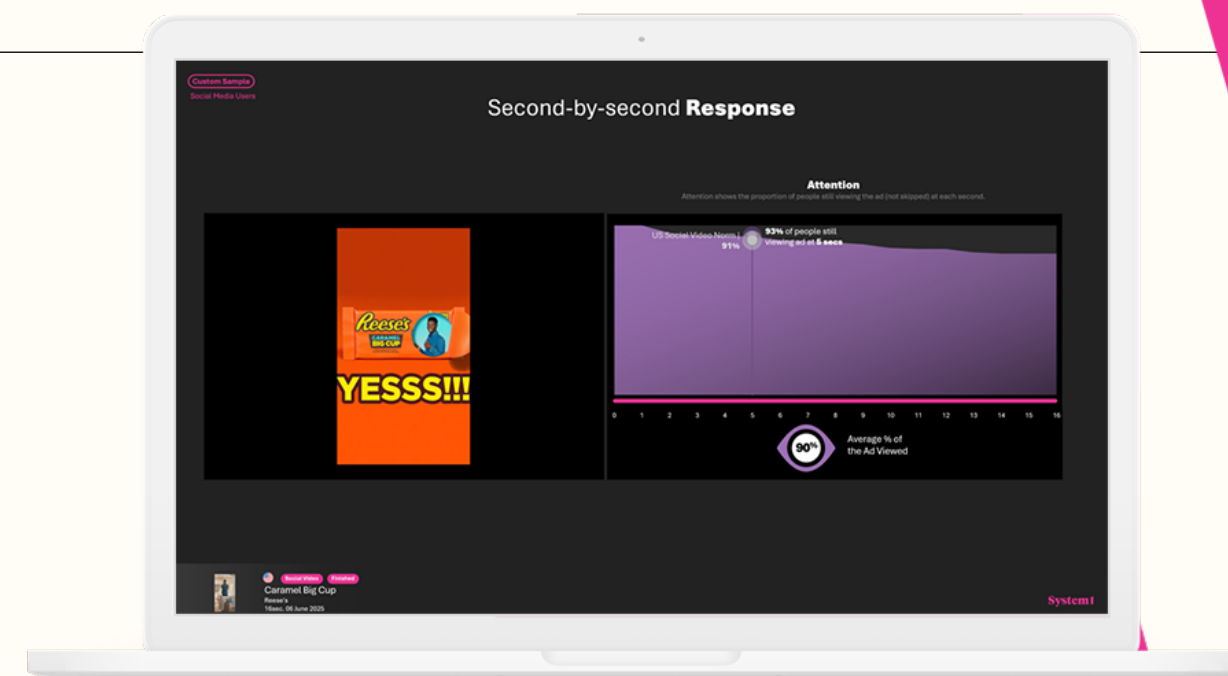 Custom Sample
Social Media Users
Second-by-second Response
Attention
Attention shows the proportion of people still viewing the ad (not skipped) at each second.
US Social Video Norm |
91%
93% of people still
viewing ad at 5 secs
Reese's
CARAMEL
BIG CUP
YESSS!!!
0 1 2 3 4 5 6 7 8 9 10 11 12 13 14 15 16
90%
Average % of
the Ad Viewed
Social Video
Finished
Caramel Big Cup
Reese's
16sec. 06 June 2025
System1